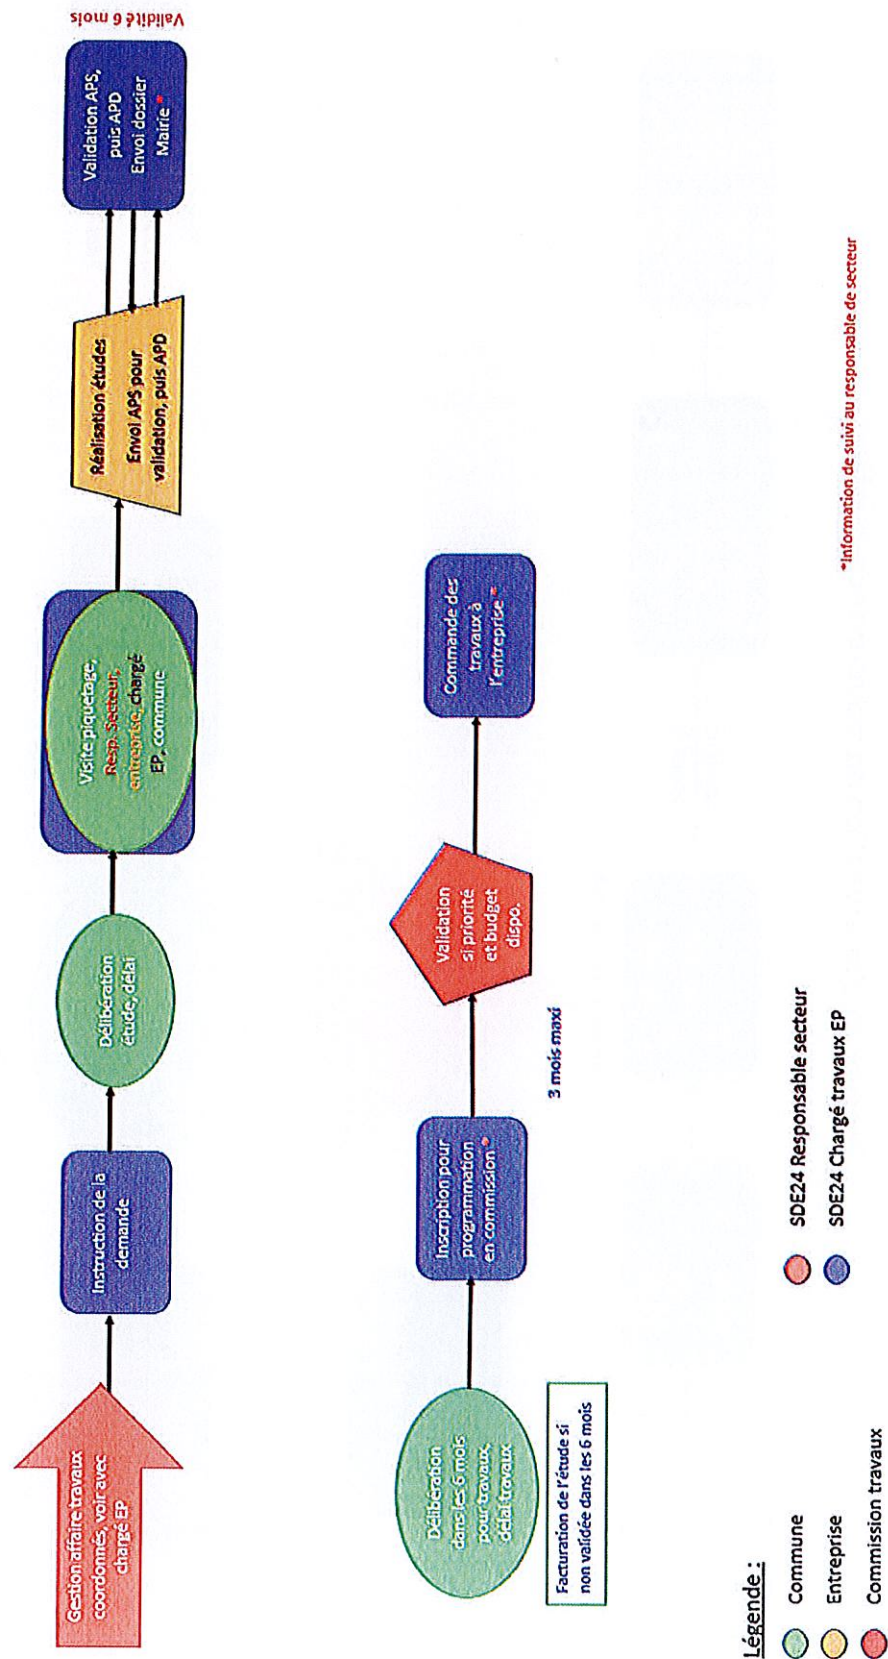 Gestion affaire travaux
coordonnés, voir avec
chargé EP
Instruction de la
demande
Délibération
étude, délai
Visite piquetage,
Resp. Secteur,
entreprise, chargé
EP, commune
Réalisation études
Envoi APS pour
validation, puis APD
Validation APS,
puis APD
Envoi dossier
Mairie *
Validité 6 mois
Délibération
dans les 6 mois
pour travaux,
délai travaux
Facturation de l'étude si
non validée dans les 6 mois
Inscription pour
programmation
en commission *
3 mois maxi
Validation
si priorité
et budget
dispo.
Commande des
travaux à
l'entreprise *
*Information de suivi au responsable de secteur
Légende :
Commune
Entreprise
Commission travaux
SDE24 Responsable secteur
SDE24 Chargé travaux EP